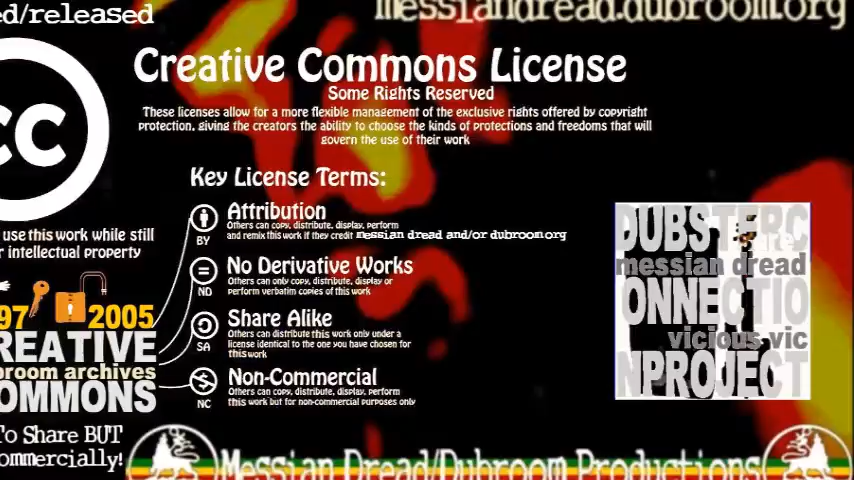 ed/released
messiandread.dubroom.org
Creative Commons License
Some Rights Reserved
These licenses allow for a more flexible management of the exclusive rights offered by copyright
protection, giving the creators the ability to choose the kinds of protections and freedoms that will
govern the use of their work
cc
Key License Terms:
use this work while still
r intellectual property
BY
Attribution
Others can copy, distribute, display, perform
and remix this work if they credit messian dread and/or dubroom.org
ND
No Derivative Works
Others can only copy, distribute, display or
perform verbatim copies of this work
SA
Share Alike
Others can distribute this work only under a
license identical to the one you have chosen for
this work
NC
Non-Commercial
Others can copy, distribute, display, perform
this work but for non-commercial purposes only
97 2005
REATIVE
broom archives
OMMONS
To Share BUT
ommercially!
DUBSTEPC
messian dread
ONNECTIO
vicious vic
NPROJECT
Messian Dread/Dubroom Productions